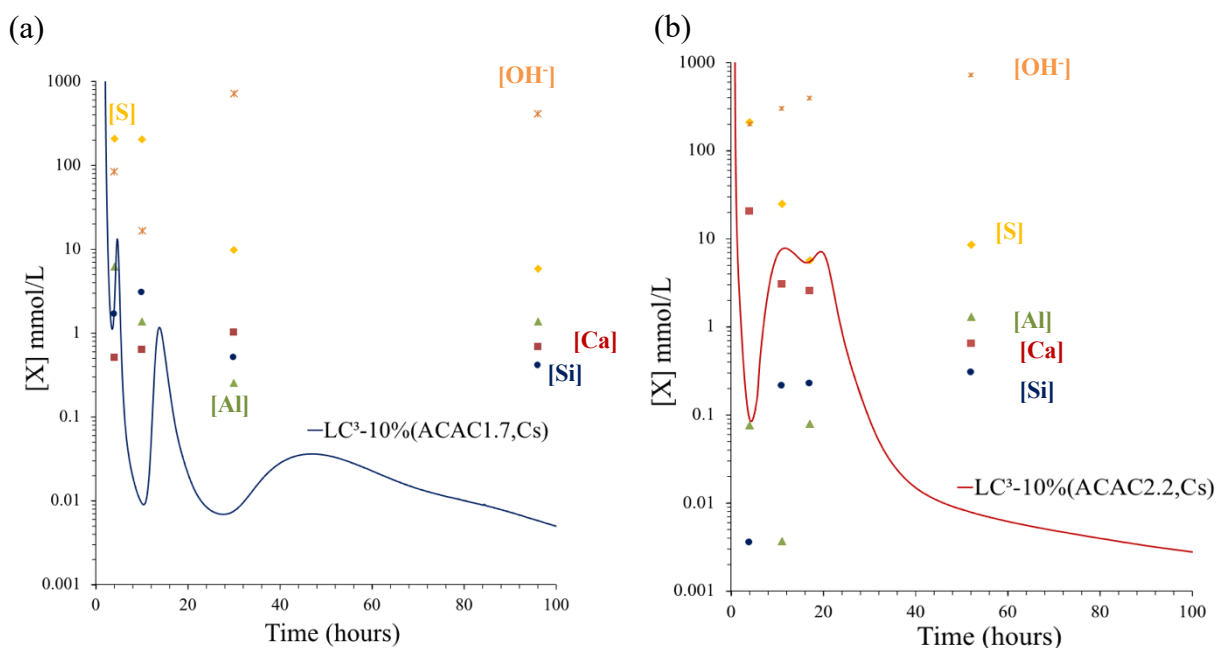 (a)
1000
100
10
1
0.1
0.01
0.001
[X] mmol/L
[S]
[OH-]
[Ca]
[Si]
[Al]
—LC³-10%(ACAC1.7,Cs)
0 20 40 60 80 100
Time (hours)
(b)
1000
100
10
1
0.1
0.01
0.001
[X] mmol/L
[OH-]
[S]
[Al]
[Ca]
[Si]
—LC³-10%(ACAC2.2,Cs)
0 20 40 60 80 100
Time (hours)